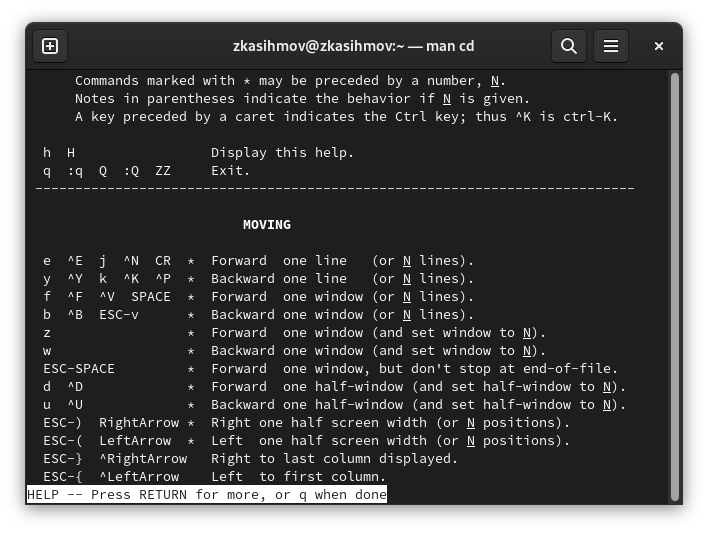 zkasihmov@zkasihmov:~ — man cd
Commands marked with * may be preceded by a number, N.
Notes in parentheses indicate the behavior if N is given.
A key preceded by a caret indicates the Ctrl key; thus ^K is ctrl-K.
h  H                 Display this help.
q  :q  Q  :Q  ZZ     Exit.
---------------------------------------------------------------------------
MOVING
e  ^E  j  ^N  CR  *  Forward  one line   (or N lines).
y  ^Y  k  ^K  ^P  *  Backward one line   (or N lines).
f  ^F  ^V  SPACE  *  Forward  one window (or N lines).
b  ^B  ESC-v      *  Backward one window (or N lines).
z                 *  Forward  one window (and set window to N).
w                 *  Backward one window (and set window to N).
ESC-SPACE         *  Forward  one window, but don't stop at end-of-file.
d  ^D             *  Forward  one half-window (and set half-window to N).
u  ^U             *  Backward one half-window (and set half-window to N).
ESC-)  RightArrow *  Right one half screen width (or N positions).
ESC-(  LeftArrow  *  Left  one half screen width (or N positions).
ESC-}  ^RightArrow   Right to last column displayed.
ESC-{  ^LeftArrow    Left  to first column.
HELP -- Press RETURN for more, or q when done